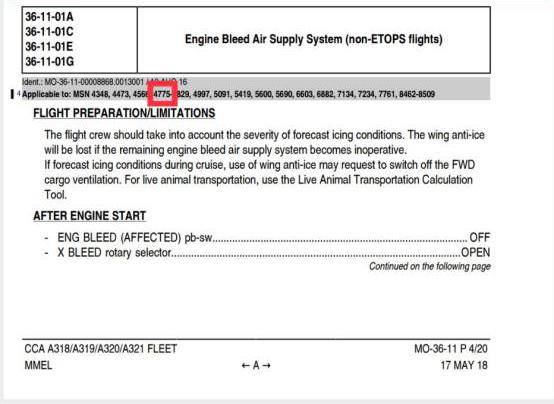 36-11-01A
36-11-01C
36-11-01E
36-11-01G
Engine Bleed Air Supply System (non-ETOPS flights)
Ident.: MO-36-11-00008868.0013001 16
4 Applicable to: MSN 4348, 4473, 4775- 829, 4997, 5091, 5419, 5600, 5690, 6603, 6882, 7134, 7234, 7761, 8462-8509
FLIGHT PREPARATION/LIMITATIONS
The flight crew should take into account the severity of forecast icing conditions. The wing anti-ice
will be lost if the remaining engine bleed air supply system becomes inoperative.
If forecast icing conditions during cruise, use of wing anti-ice may request to switch off the FWD
cargo ventilation. For live animal transportation, use the Live Animal Transportation Calculation
Tool.
AFTER ENGINE START
- ENG BLEED (AFFECTED) pb-sw.......................................................................... OFF
- X BLEED rotary selector.....................................................................................OPEN
Continued on the following page
CCA A318/A319/A320/A321 FLEET MO-36-11 P 4/20
MMEL ←A→ 17 MAY 18